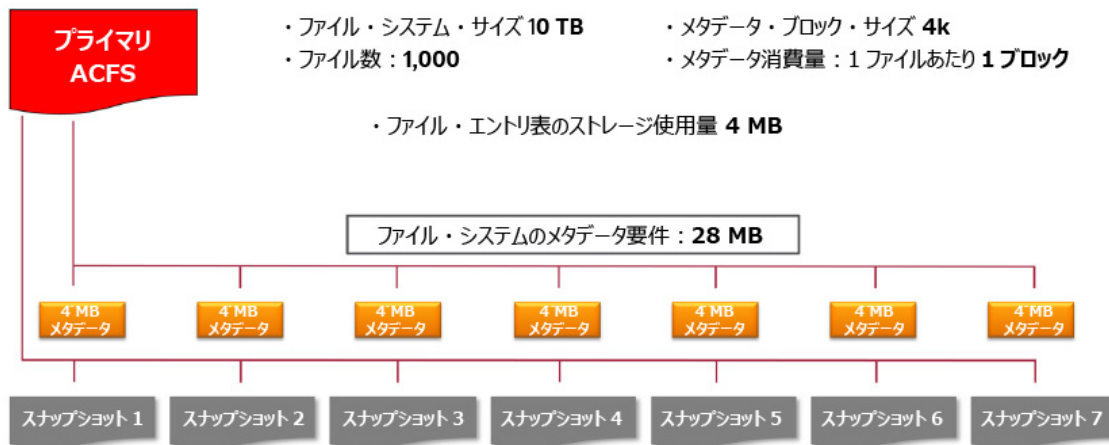 プライマリ
ACFS
・ファイル・システム・サイズ 10 TB
・メタデータ・ブロック・サイズ 4k
・ファイル数：1,000
・メタデータ消費量：1 ファイルあたり 1 ブロック
・ファイル・エントリ表のストレージ使用量 4 MB
ファイル・システムのメタデータ要件：28 MB
4 MB
メタデータ
4 MB
メタデータ
4 MB
メタデータ
4 MB
メタデータ
4 MB
メタデータ
4 MB
メタデータ
4 MB
メタデータ
スナップショット 1
スナップショット 2
スナップショット 3
スナップショット 4
スナップショット 5
スナップショット 6
スナップショット 7